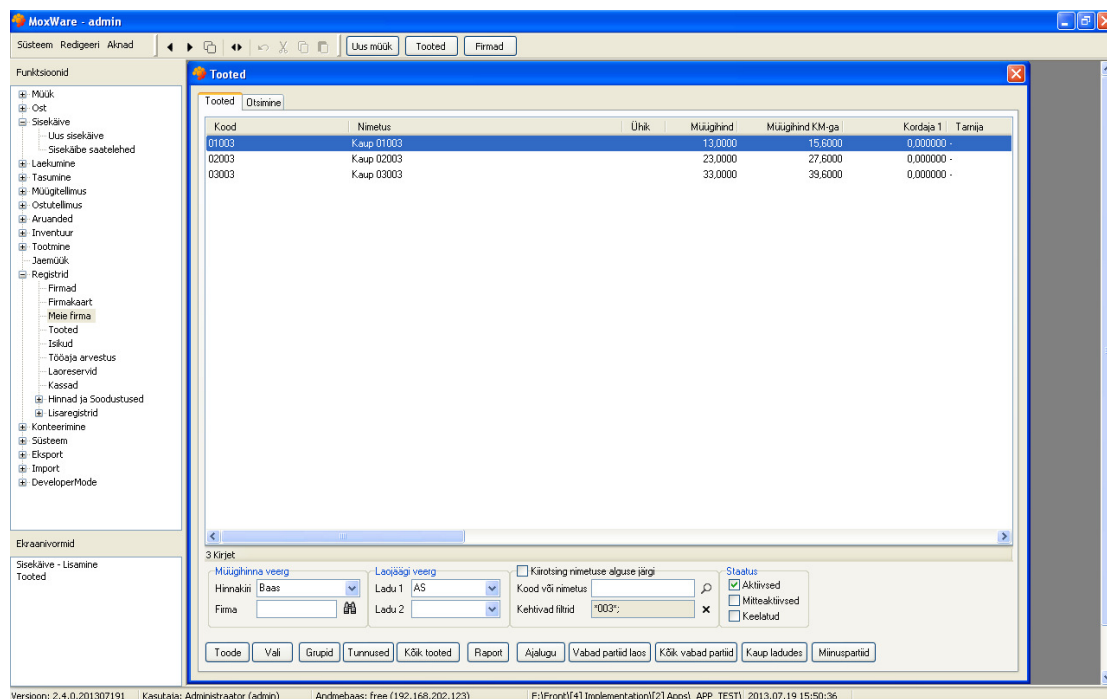 MoxWare - admin
Süsteem Redigeeri Aknad
Uus müük Tooted Firmad
Funktsioonid
Müük
Ost
Sisekäive
Uus sisekäive
Sisekäibe saatelehed
Laekumine
Tasumine
Müügitellimus
Ostutellimus
Aruanded
Inventuur
Tootmine
Jaemüük
Registrid
Firmad
Firmakaart
Meie firma
Tooted
Isikud
Tööaja arvestus
Laoreservid
Kassad
Hinnad ja Soodustused
Lisaregistrid
Konteerimine
Süsteem
Eksport
Import
DeveloperMode
Ekraanivormid
Sisekäive - Lisamine
Tooted
Tooted
Tooted Otsimine
Kood Nimetus Ühik Müügihind Müügihind KM-ga Kordaja 1 Tarnija
01003 Kaup 01003 13,0000 15,6000 0,000000 -
02003 Kaup 02003 23,0000 27,6000 0,000000 -
03003 Kaup 03003 33,0000 39,6000 0,000000 -
3 Kirjet
Müügihinna veerg Laojäägi veerg Kiirotsing nimetuse alguse järgi Staatus
Hinnakiri Baas Ladu 1 AS Kood või nimetus Aktiivsed
Mitteaktiivsed
Firma Ladu 2 Kehtivad filtrid *003*; Keelatud
Toode Vali Grupid Tunnused Kõik tooted Raport Ajalugu Vabad partiid laos Kõik vabad partiid Kaup ladudes Miinuspartiid
Versioon: 2.4.0.201307191 Kasutaja: Administraator (admin) Andmebaas: free (192.168.202.123) F:\Front\[4] Implementation\[2] Apps\_APP_TEST\ 2013.07.19 15:50:36